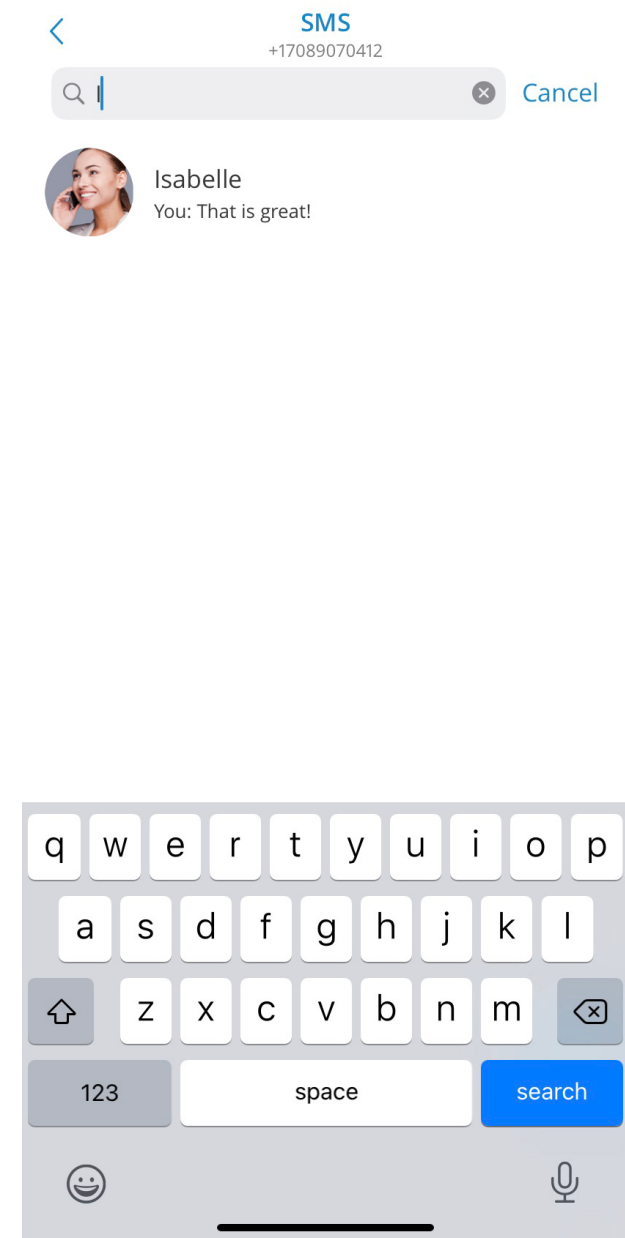 SMS
+17089070412
I
Cancel
Isabelle
You: That is great!
q w e r t y u i o p
a s d f g h j k l
z x c v b n m
123 space search